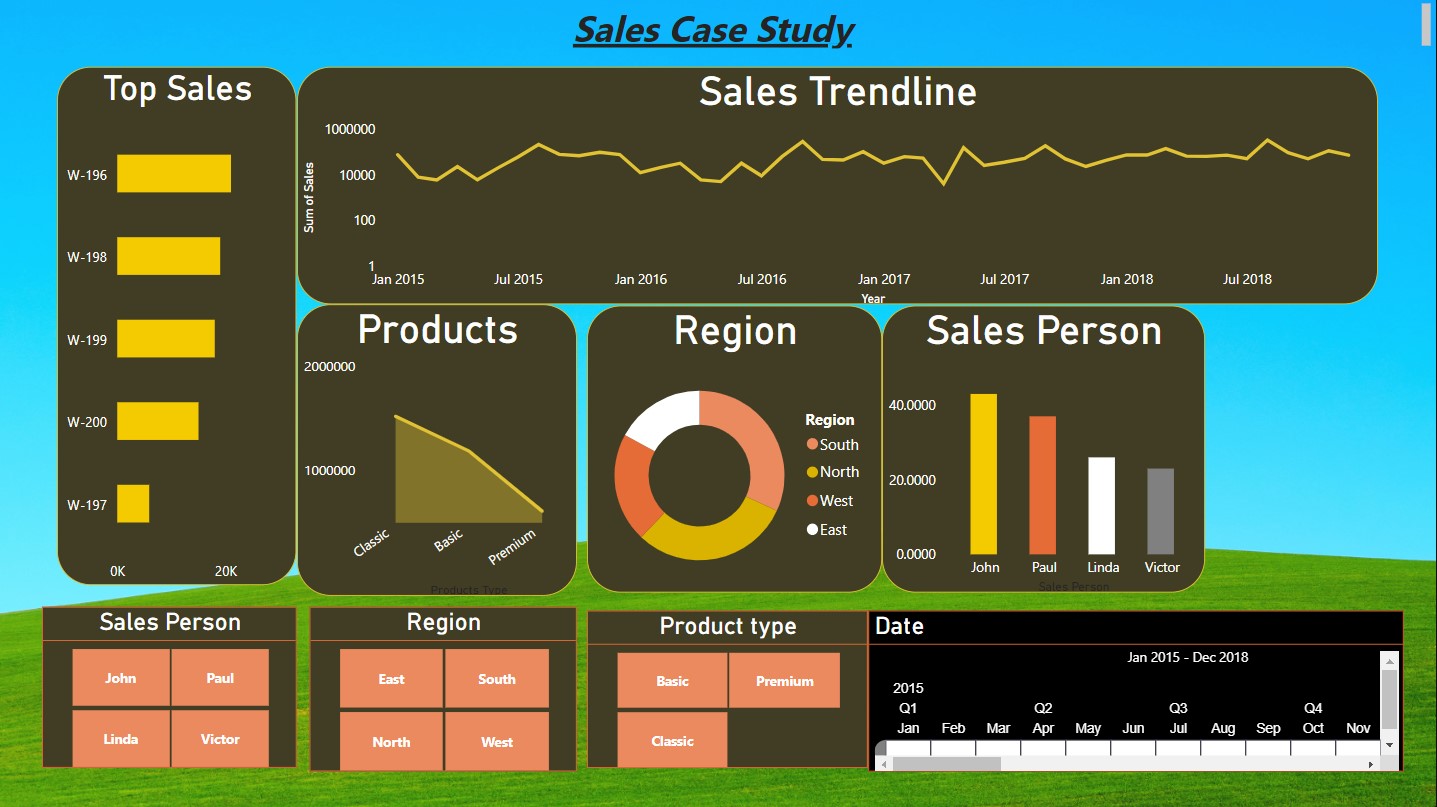 Sales Case Study
Top Sales
W-196
W-198
W-199
W-200
W-197
0K 20K
Sales Trendline
Sum of Sales
1000000
10000
100
1
Jan 2015 Jul 2015 Jan 2016 Jul 2016 Jan 2017 Jul 2017 Jan 2018 Jul 2018
Year
Products
2000000
1000000
Classic Basic Premium
Products Type
Region
Region
South
North
West
East
Sales Person
40.0000
20.0000
0.0000
John Paul Linda Victor
Sales Person
Sales Person
John Paul
Linda Victor
Region
East South
North West
Product type
Basic Premium
Classic
Date
Jan 2015 - Dec 2018
2015
Q1 Q2 Q3 Q4
Jan Feb Mar Apr May Jun Jul Aug Sep Oct Nov